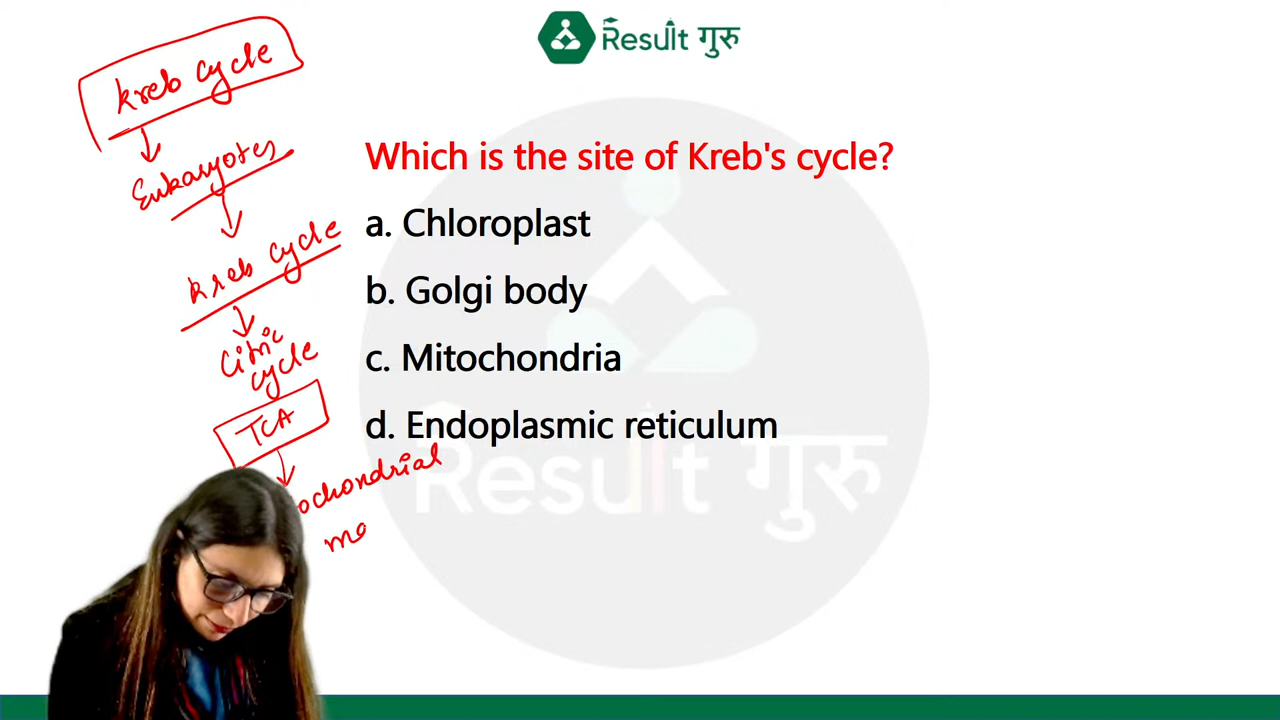 Result गुरु
kreb cycle
Eukaryotes
kreb cycle
Citric
cycle
TCA
ochondrial
ma
Which is the site of Kreb's cycle?
a. Chloroplast
b. Golgi body
c. Mitochondria
d. Endoplasmic reticulum
Result गुरु